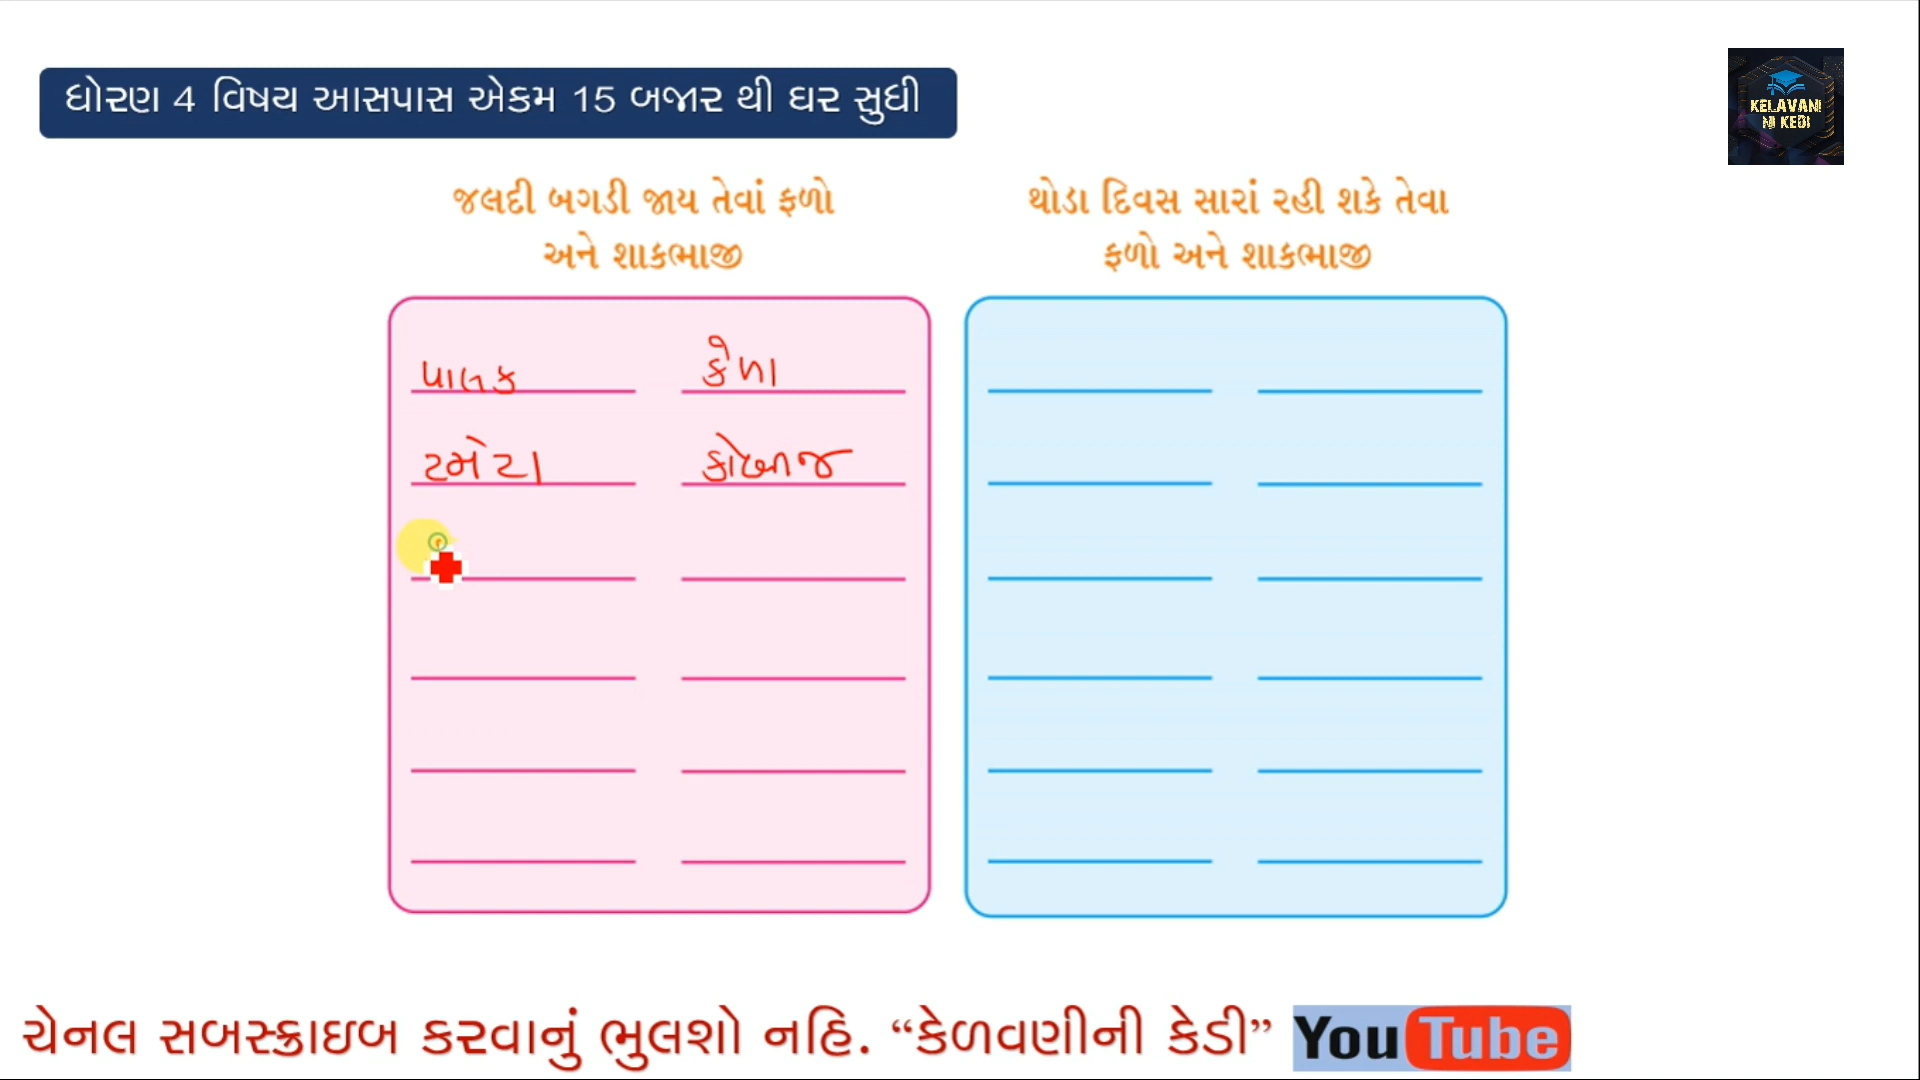 ધોરણ 4 વિષય આસપાસ એકમ 15 બજાર થી ઘર સુધી
KELAVANI
NI KEDI
જલદી બગડી જાય તેવાં ફળો
અને શાકભાજી
થોડા દિવસ સારાં રહી શકે તેવા
ફળો અને શાકભાજી
પાલક કેળા
ટમેટા
ચેનલ સબસ્ક્રાઇબ કરવાનું ભુલશો નહિ. “કેળવણીની કેડી” YouTube